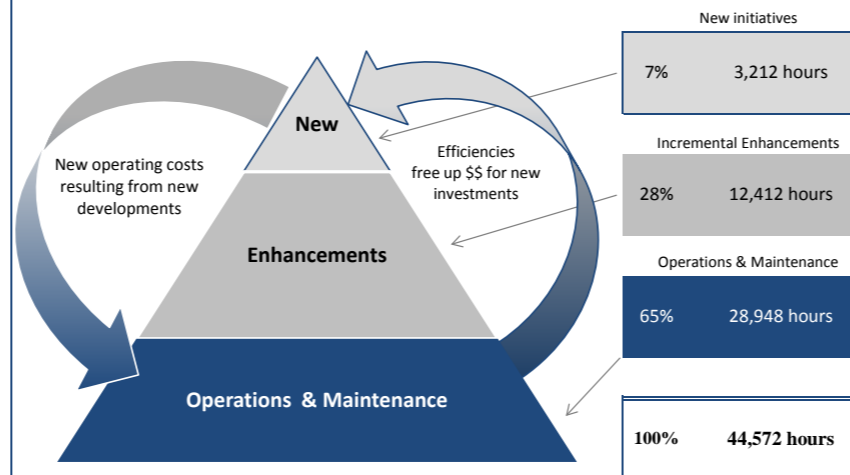 New initiatives
7% 3,212 hours
New
New operating costs
resulting from new
developments
Efficiencies
free up $$ for new
investments
Incremental Enhancements
28% 12,412 hours
Enhancements
Operations & Maintenance
65% 28,948 hours
Operations & Maintenance
100% 44,572 hours